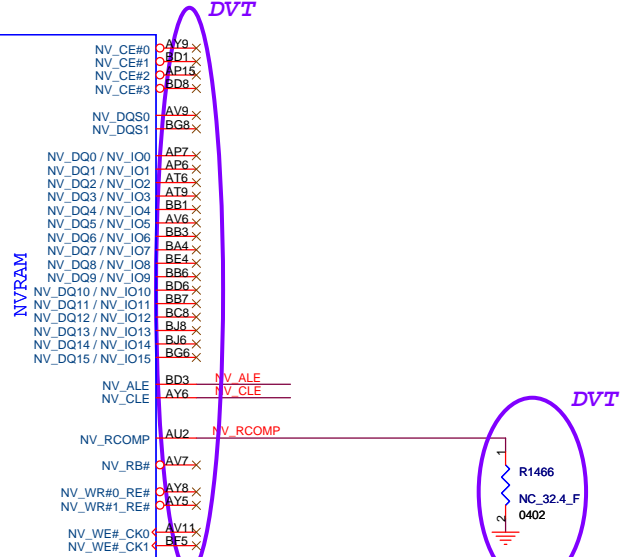 DVT
NV_CE#0 AY9
NV_CE#1 BD1
NV_CE#2 AP15
NV_CE#3 BD8
NV_DQS0 AV9
NV_DQS1 BG8
NV_DQ0 / NV_IO0 AP7
NV_DQ1 / NV_IO1 AP6
NV_DQ2 / NV_IO2 AT6
NV_DQ3 / NV_IO3 AT9
NV_DQ4 / NV_IO4 BB1
NV_DQ5 / NV_IO5 AV6
NV_DQ6 / NV_IO6 BB3
NV_DQ7 / NV_IO7 BA4
NV_DQ8 / NV_IO8 BE4
NV_DQ9 / NV_IO9 BB6
NV_DQ10 / NV_IO10 BD6
NV_DQ11 / NV_IO11 BB7
NV_DQ12 / NV_IO12 BC8
NV_DQ13 / NV_IO13 BJ8
NV_DQ14 / NV_IO14 BJ6
NV_DQ15 / NV_IO15 BG6
NVRAM
NV_ALE BD3 NV_ALE
NV_CLE AY6 NV_CLE
DVT
NV_RCOMP AU2 NV_RCOMP
NV_RB# AV7
NV_WR#0_RE# AY8
NV_WR#1_RE# AY5
NV_WE#_CK0 AV11
NV_WE#_CK1 BF5
1
R1466
NC_32.4_F
0402
2